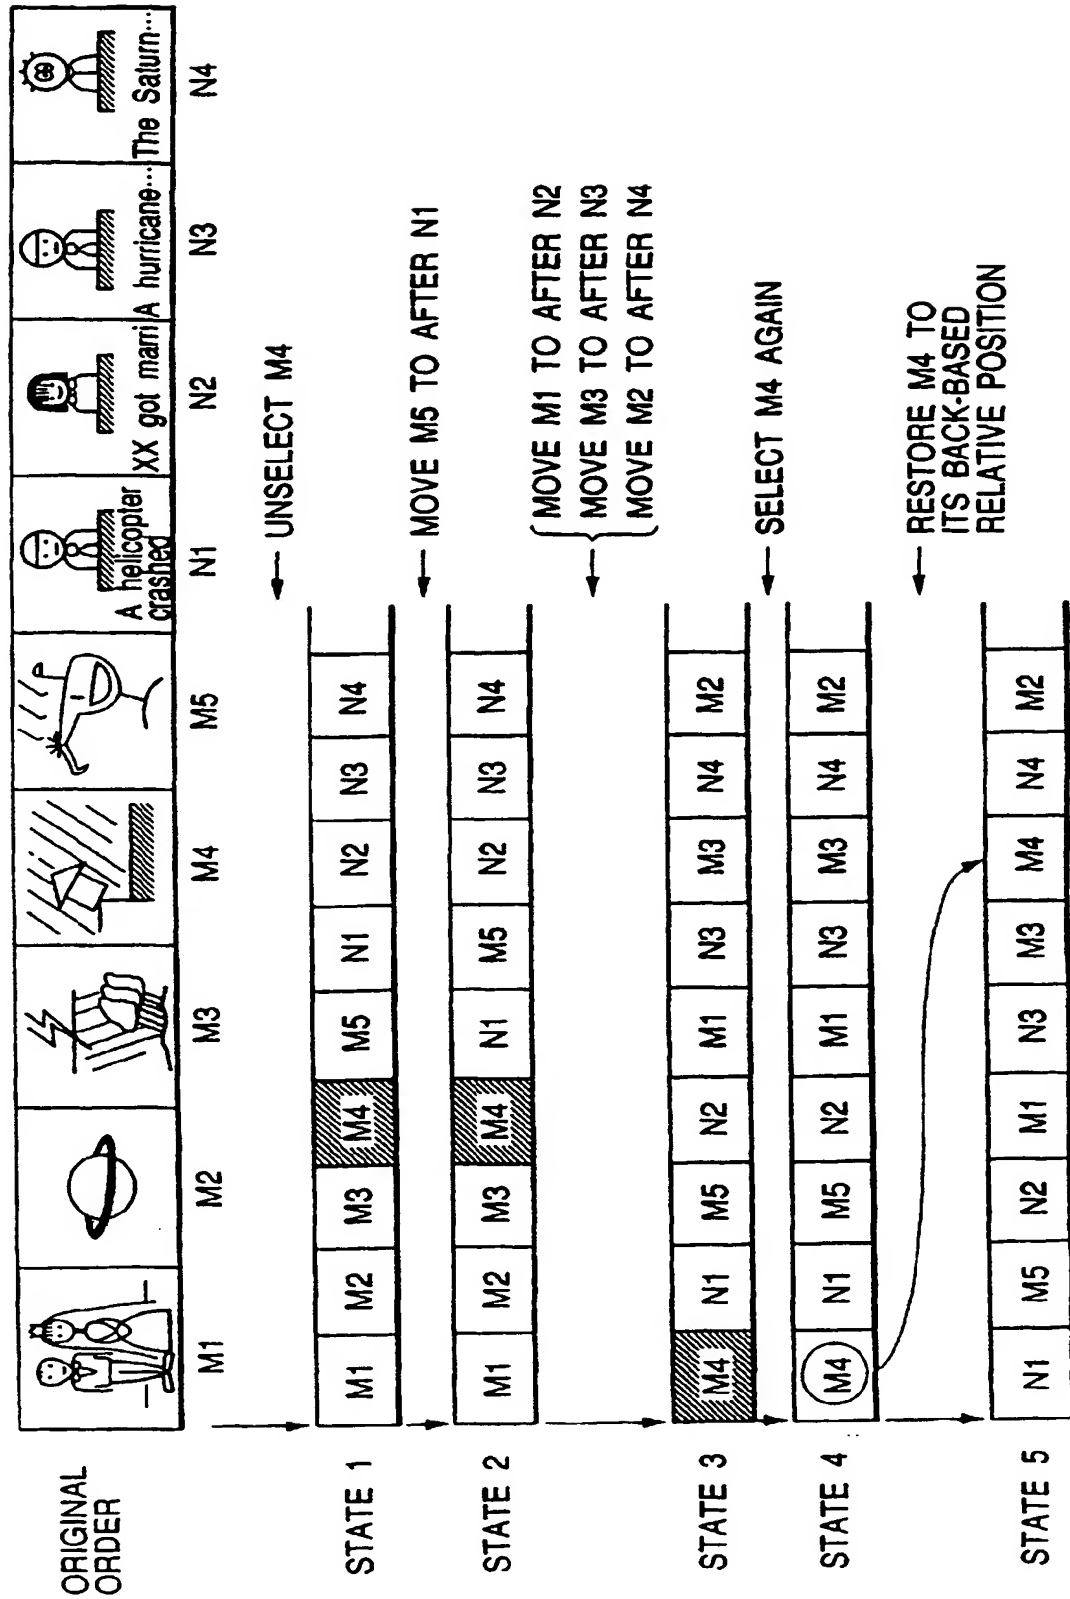 ORIGINAL
ORDER
A helicopter
crashed
XX got marri
A hurricane...
The Saturn...
M1 M2 M3 M4 M5 N1 N2 N3 N4
UNSELECT M4
STATE 1 M1 M2 M3 M4 M5 N1 N2 N3 N4
MOVE M5 TO AFTER N1
STATE 2 M1 M2 M3 M4 N1 M5 N2 N3 N4
MOVE M1 TO AFTER N2
MOVE M3 TO AFTER N3
MOVE M2 TO AFTER N4
STATE 3 M4 N1 M5 N2 M1 N3 M3 N4 M2
SELECT M4 AGAIN
STATE 4 M4 N1 M5 N2 M1 N3 M3 N4 M2
RESTORE M4 TO
ITS BACK-BASED
RELATIVE POSITION
STATE 5 N1 M5 N2 M1 N3 M3 M4 N4 M2